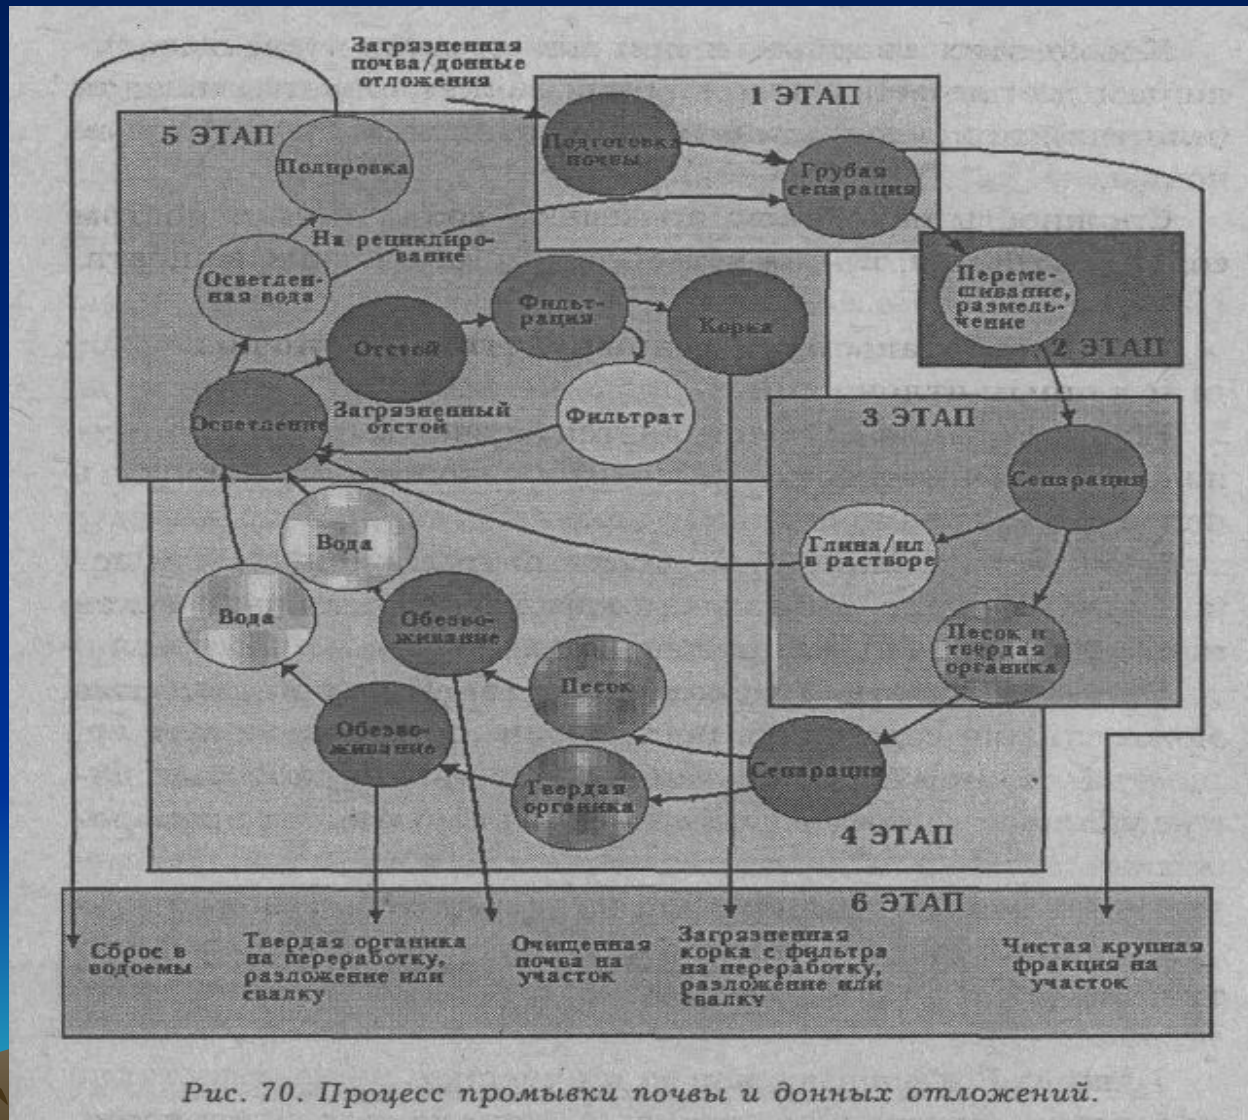 Загрязненная
почва/донные
отложения
1 ЭТАП
Подготовка
почвы
Грубая
сепарация
5 ЭТАП
Полировка
На рециклиро-
вание
Осветлен-
ная вода
Перемe-
шивание,
размель-
чение
2 ЭТАП
Фильт-
рация
Корка
Отстой
Фильтрат
Осветление
Загрязненный
отстой
3 ЭТАП
Сепарация
Глина/ил
в растворе
Песок и
твердая
органика
Вода
Вода
Обезво-
живание
Песок
Обезво-
живание
Твердая
органика
Сепарация
4 ЭТАП
6 ЭТАП
Сброс в
водоемы
Твердая органика
на переработку,
разложение или
свалку
Очищенная
почва на
участок
Загрязненная
корка с фильтра
на переработку,
разложение или
свалку
Чистая крупная
фракция на
участок
Рис. 70. Процесс промывки почвы и донных отложений.